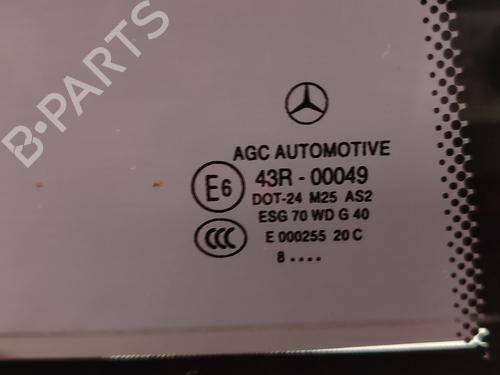 B-PARTS
AGC AUTOMOTIVE
E6 43R - 00049
DOT-24 M25 AS2
ESG 70 WD G 40
CCC E 000255 20 C
8 ....